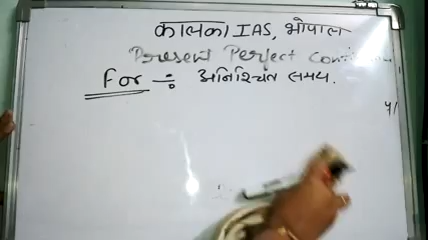 कालका IAS, भोपाल
Present Perfect
For ÷ अनिश्चित समय.